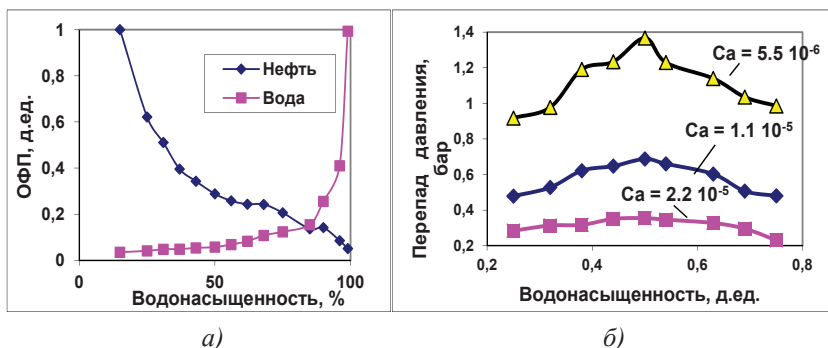 ОФП, д.ед.
1
0,8
0,6
0,4
0,2
0
Нефть
Вода
0
50
100
Водонасыщенность, %
а)
Перепад давления, бар
1,4
1,2
1
0,8
0,6
0,4
0,2
Ca = 5.5 10-6
Ca = 1.1 10-5
Ca = 2.2 10-5
0,2
0,4
0,6
0,8
Водонасыщенность, д.ед.
б)